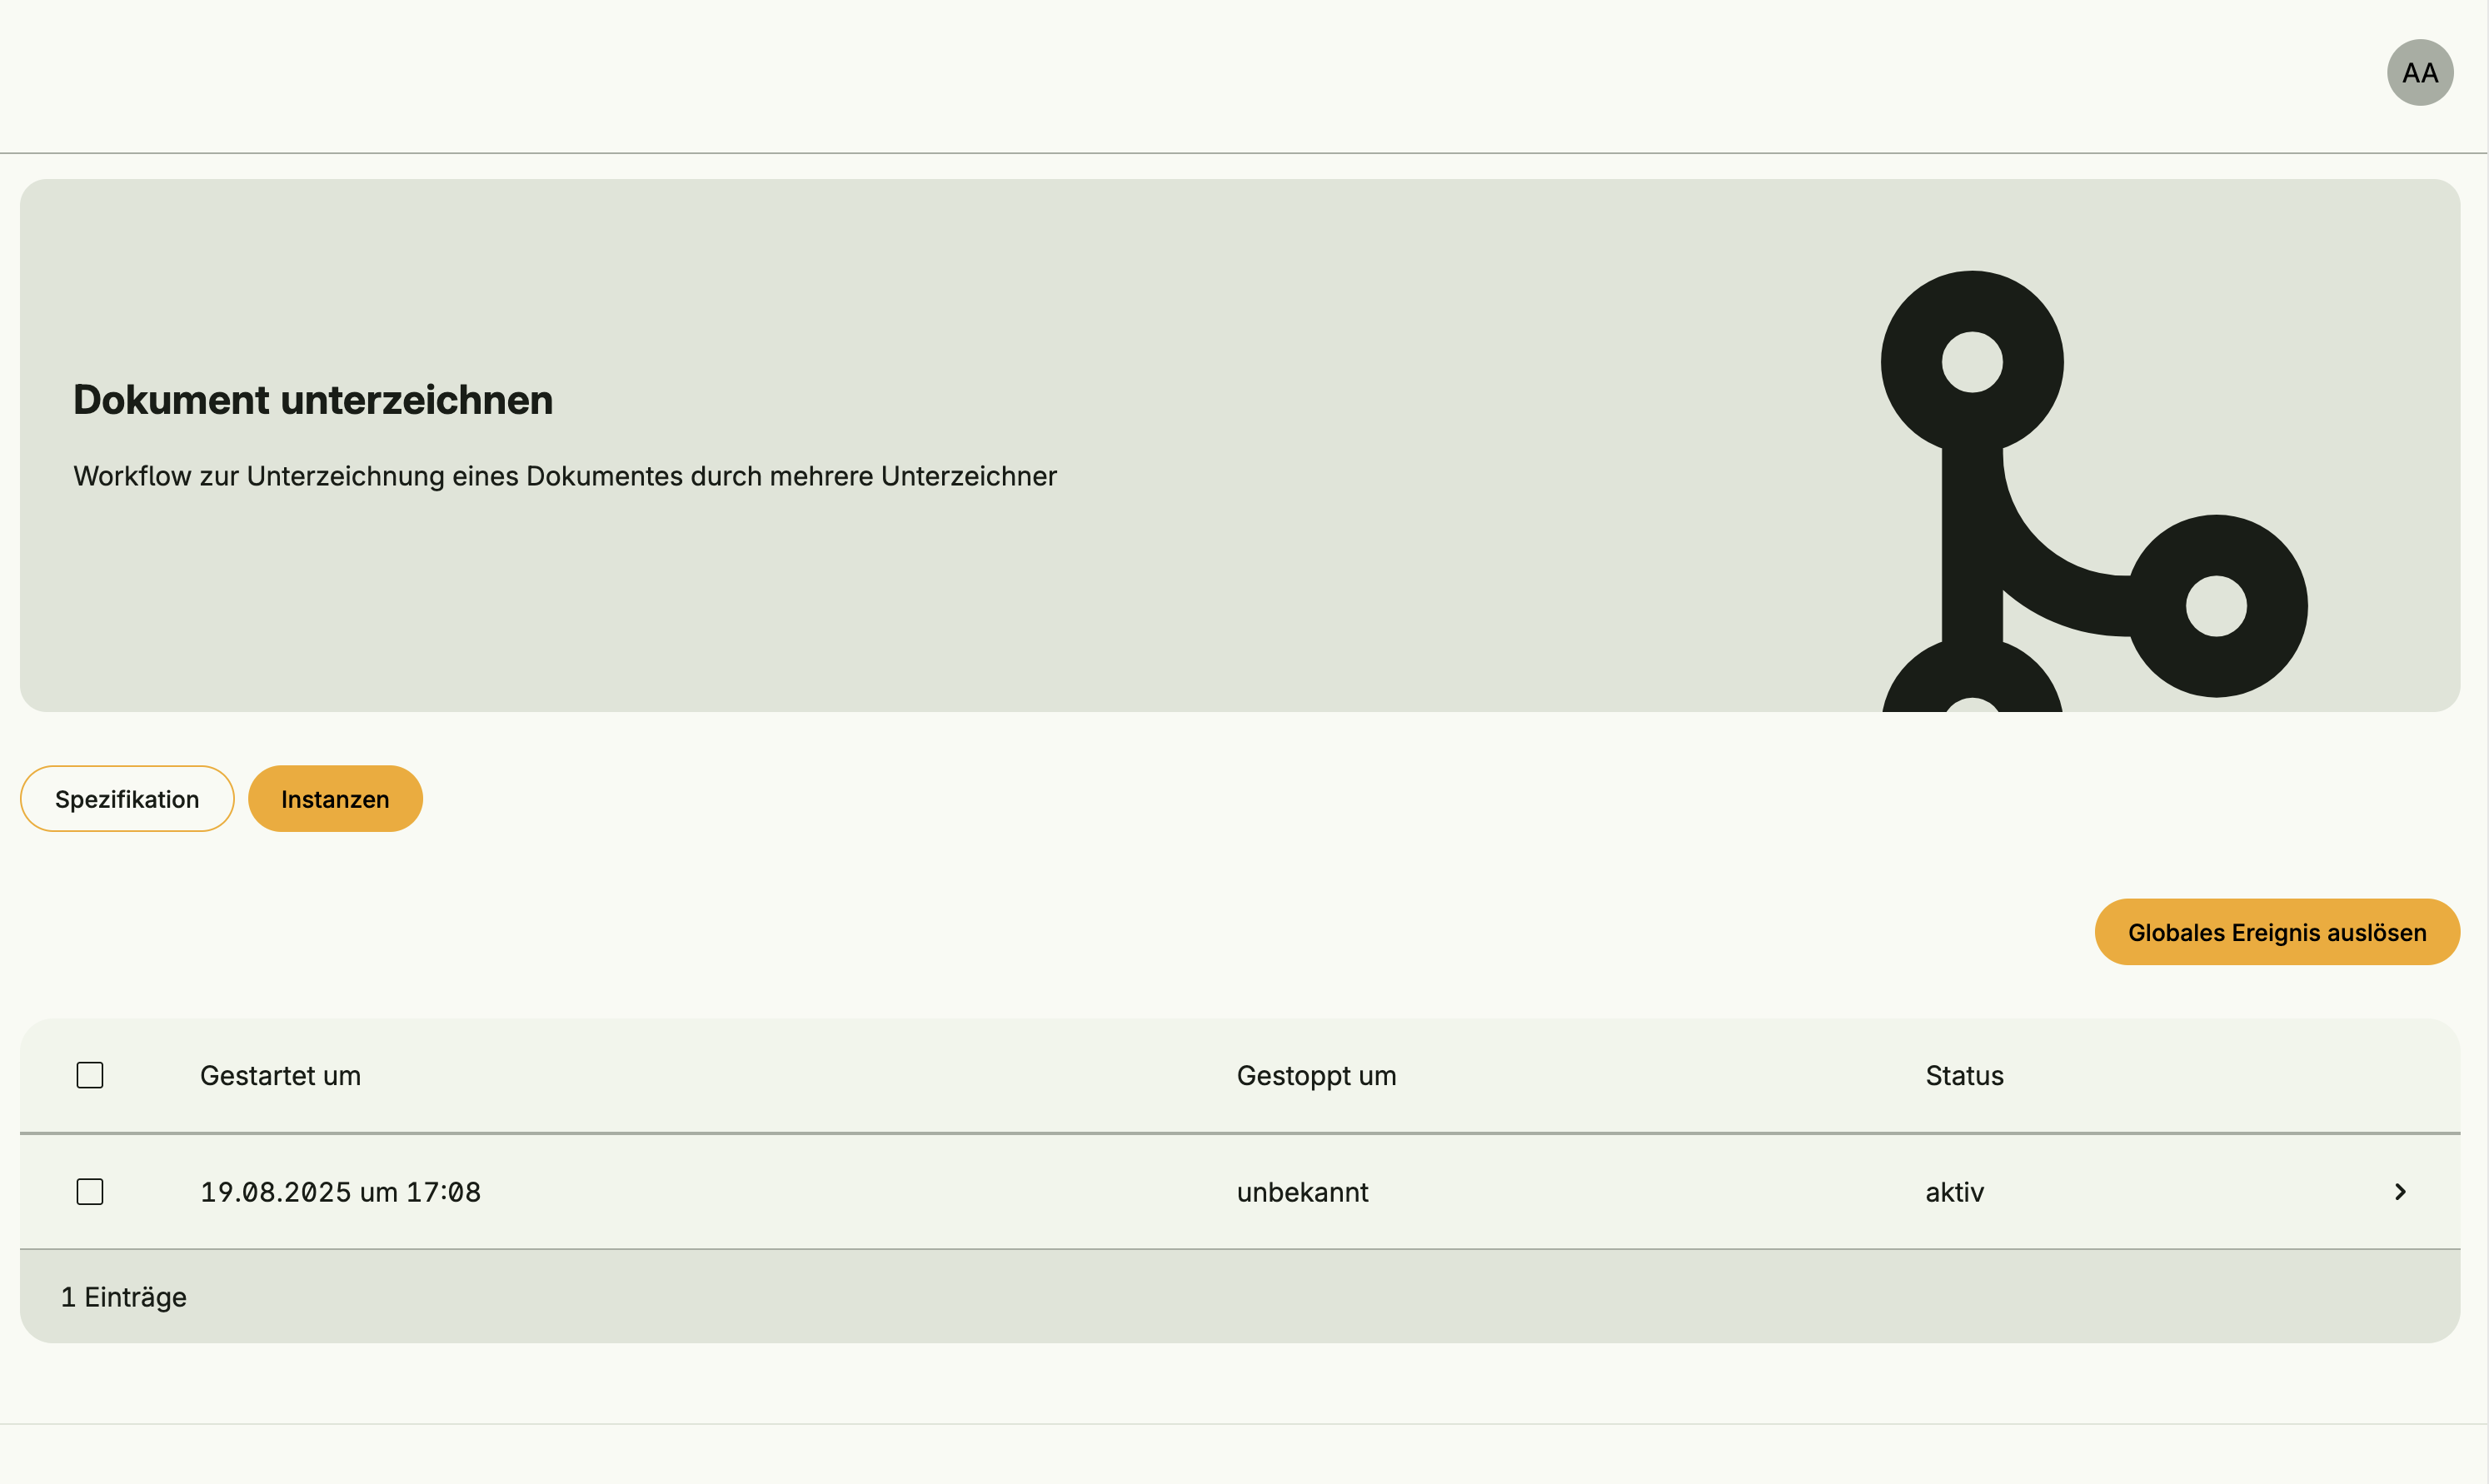 AA
Dokument unterzeichnen
Workflow zur Unterzeichnung eines Dokumentes durch mehrere Unterzeichner
Spezifikation Instanzen
Globales Ereignis auslösen
Gestartet um Gestoppt um Status
19.08.2025 um 17:08 unbekannt aktiv
1 Einträge